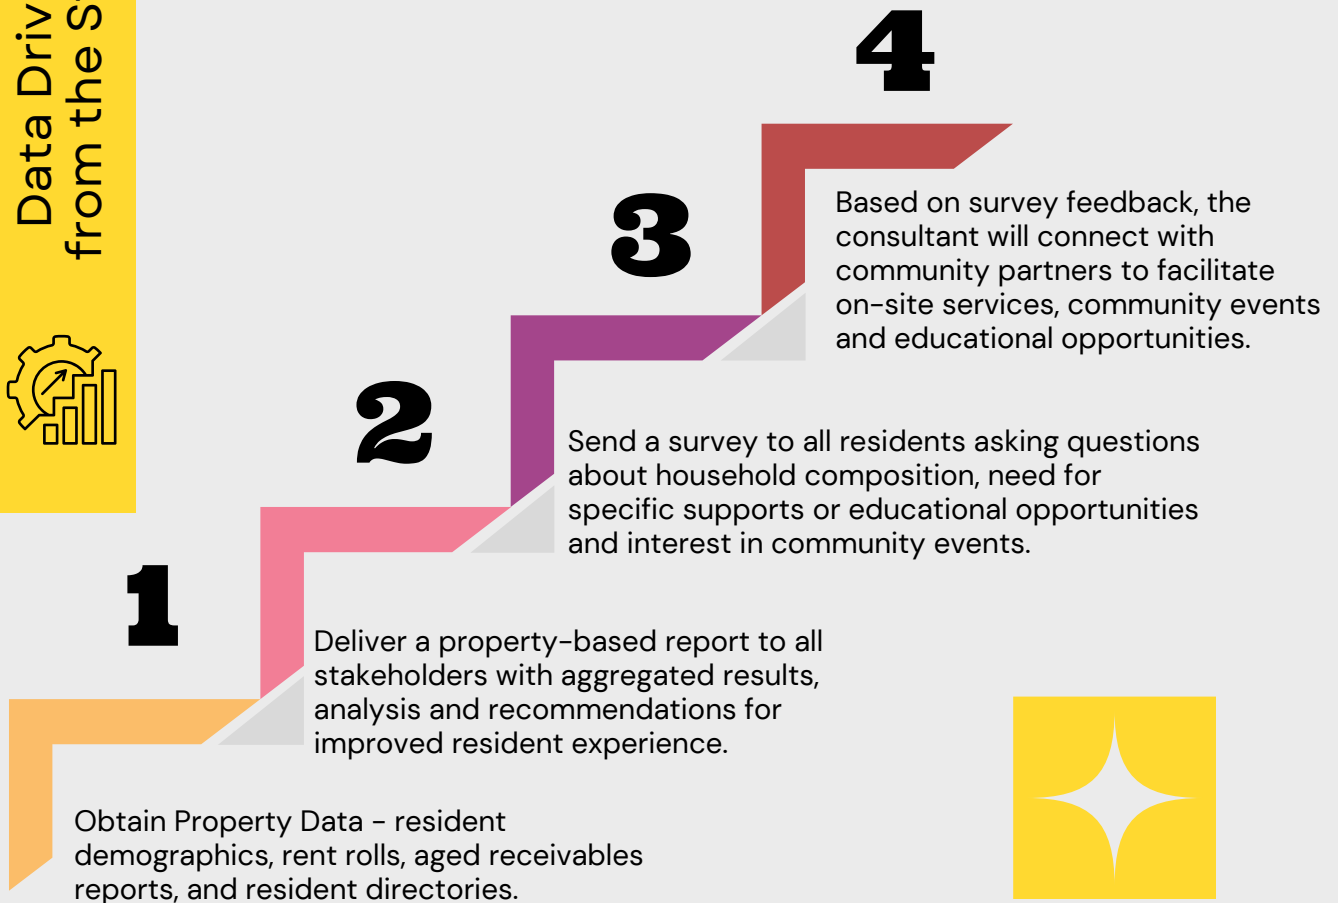 Data Driv
from the S
4
Based on survey feedback, the
consultant will connect with
community partners to facilitate
on-site services, community events
and educational opportunities.
3
Send a survey to all residents asking questions
about household composition, need for
specific supports or educational opportunities
and interest in community events.
2
Deliver a property-based report to all
stakeholders with aggregated results,
analysis and recommendations for
improved resident experience.
1
Obtain Property Data - resident
demographics, rent rolls, aged receivables
reports, and resident directories.